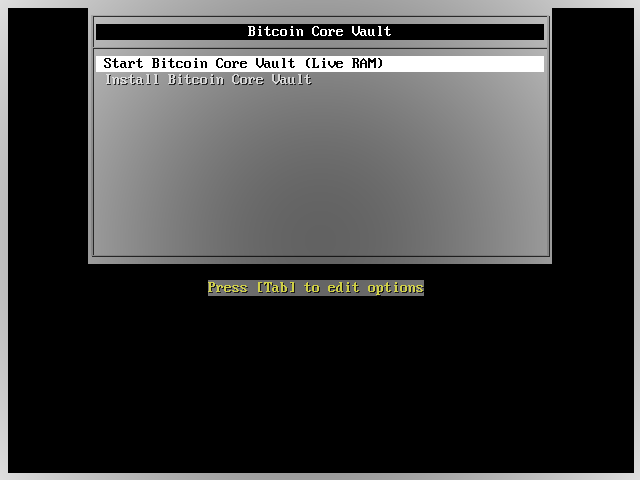 Bitcoin Core Vault
Start Bitcoin Core Vault (Live RAM)
Install Bitcoin Core Vault
Press [Tab] to edit options